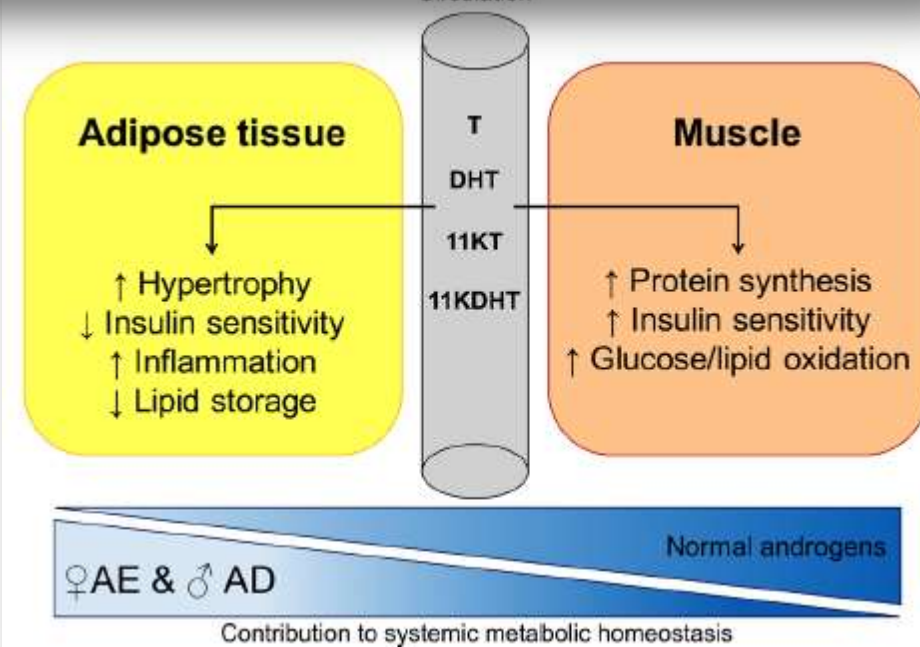 Adipose tissue
↑ Hypertrophy
↓ Insulin sensitivity
↑ Inflammation
↓ Lipid storage
T
DHT
11KT
11KDHT
Muscle
↑ Protein synthesis
↑ Insulin sensitivity
↑ Glucose/lipid oxidation
Normal androgens
♀AE & ♂ AD
Contribution to systemic metabolic homeostasis